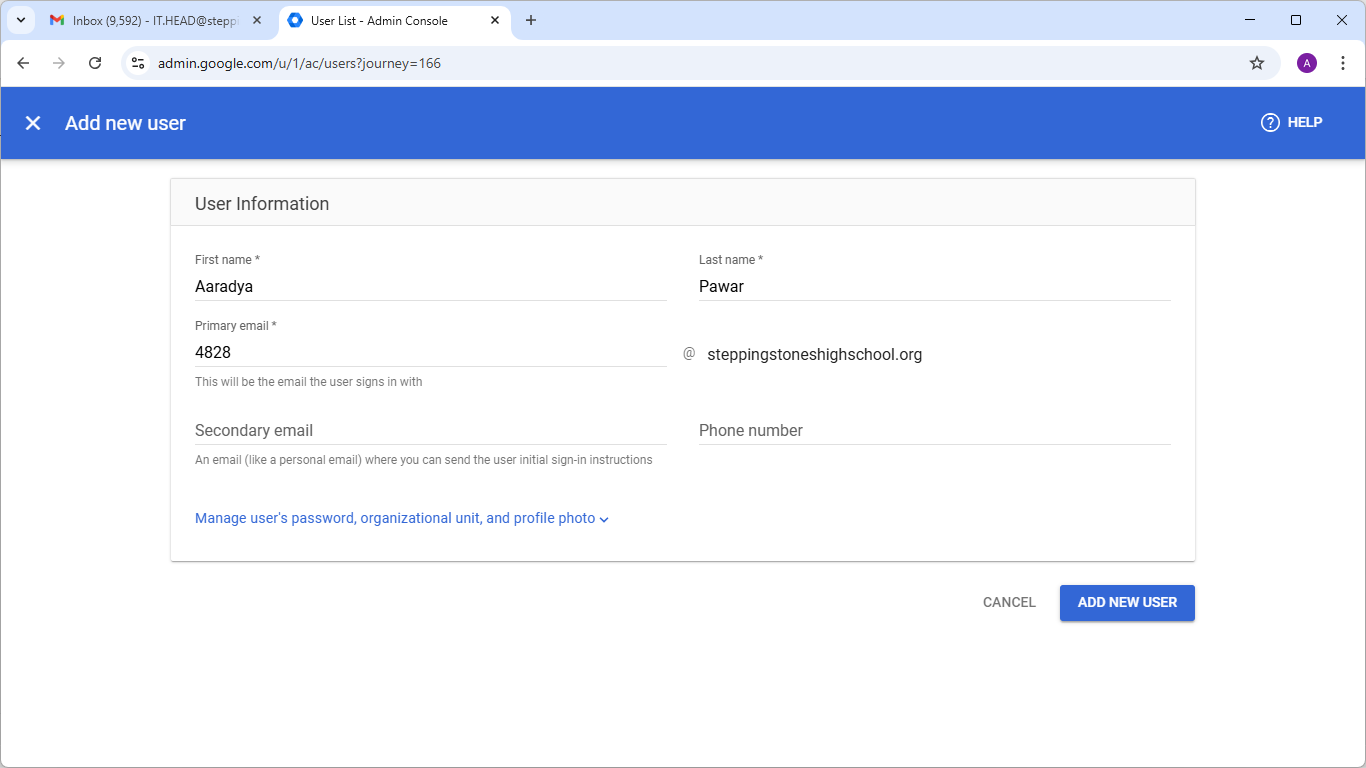 Inbox (9,592) - IT.HEAD@stepp
User List - Admin Console
admin.google.com/u/1/ac/users?journey=166
A
Add new user
HELP
User Information
First name *
Last name *
Aaradya
Pawar
Primary email *
4828
@ steppingstoneshighschool.org
This will be the email the user signs in with
Secondary email
Phone number
An email (like a personal email) where you can send the user initial sign-in instructions
Manage user's password, organizational unit, and profile photo
CANCEL
ADD NEW USER